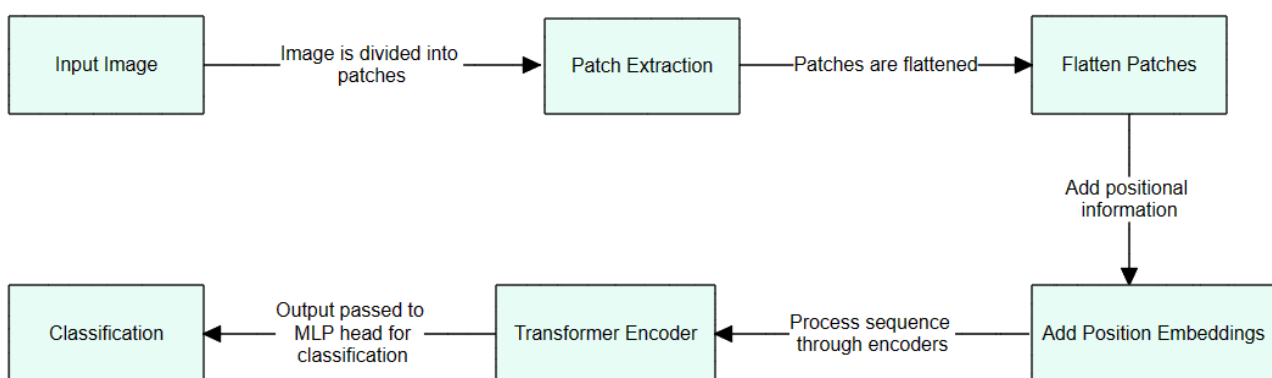 Input Image
Image is divided into
patches
Patch Extraction
Patches are flattened
Flatten Patches
Add positional
information
Add Position Embeddings
Process sequence
through encoders
Transformer Encoder
Output passed to
MLP head for
classification
Classification